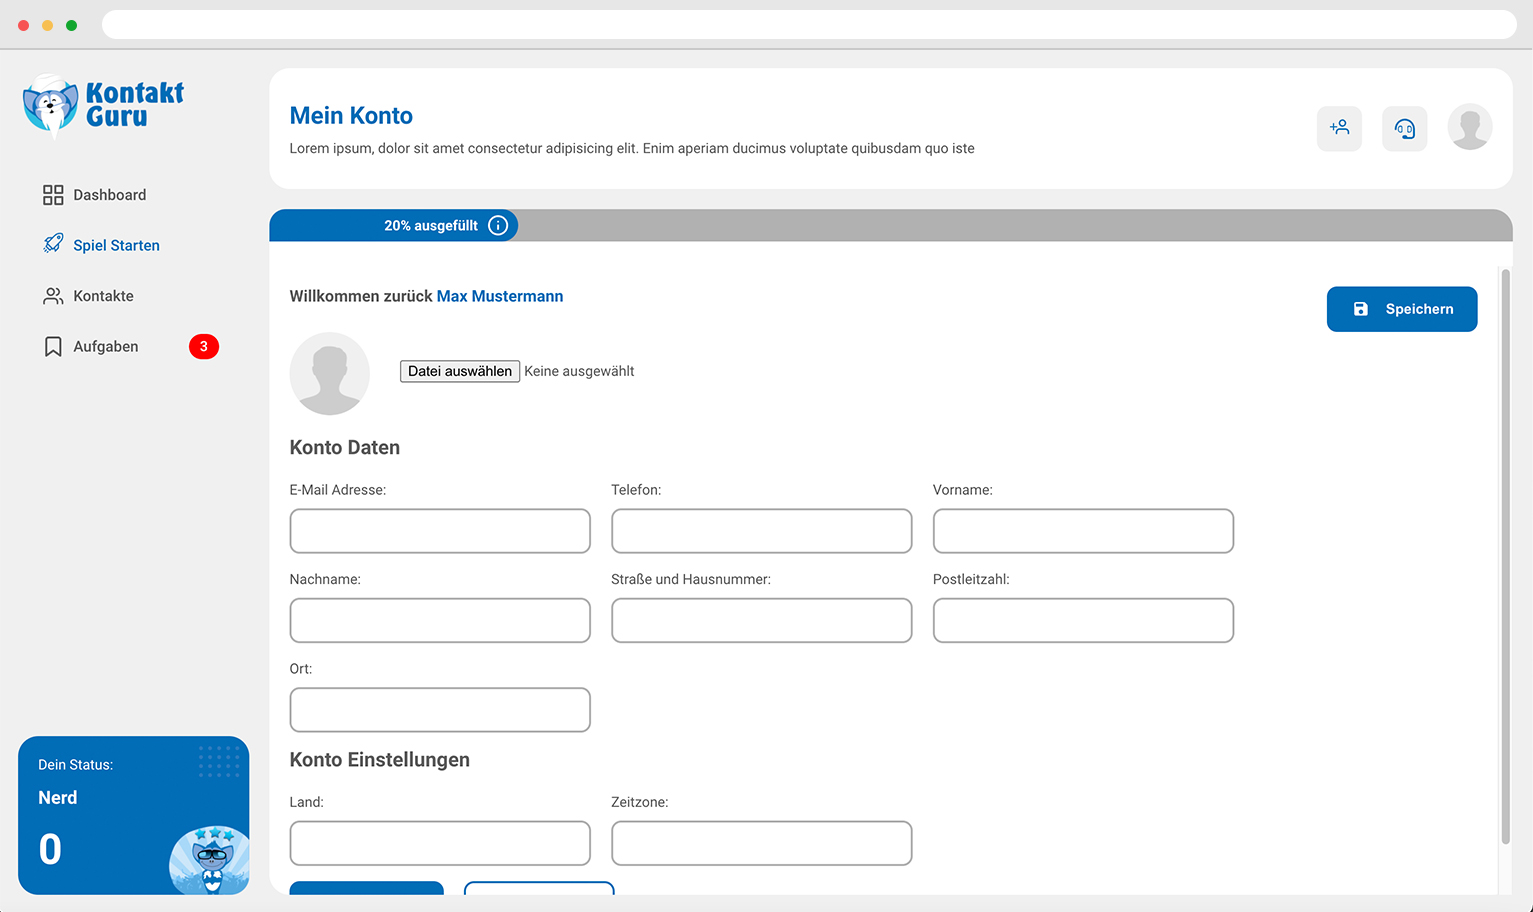 Kontakt
Guru
Dashboard
Spiel Starten
Kontakte
Aufgaben
3
Dein Status:
Nerd
0
Mein Konto
Lorem ipsum, dolor sit amet consectetur adipisicing elit. Enim aperiam ducimus voluptate quibusdam quo iste
20% ausgefüllt
Willkommen zurück Max Mustermann
Speichern
Datei auswählen Keine ausgewählt
Konto Daten
E-Mail Adresse:
Telefon:
Vorname:
Nachname:
Straße und Hausnummer:
Postleitzahl:
Ort:
Konto Einstellungen
Land:
Zeitzone: